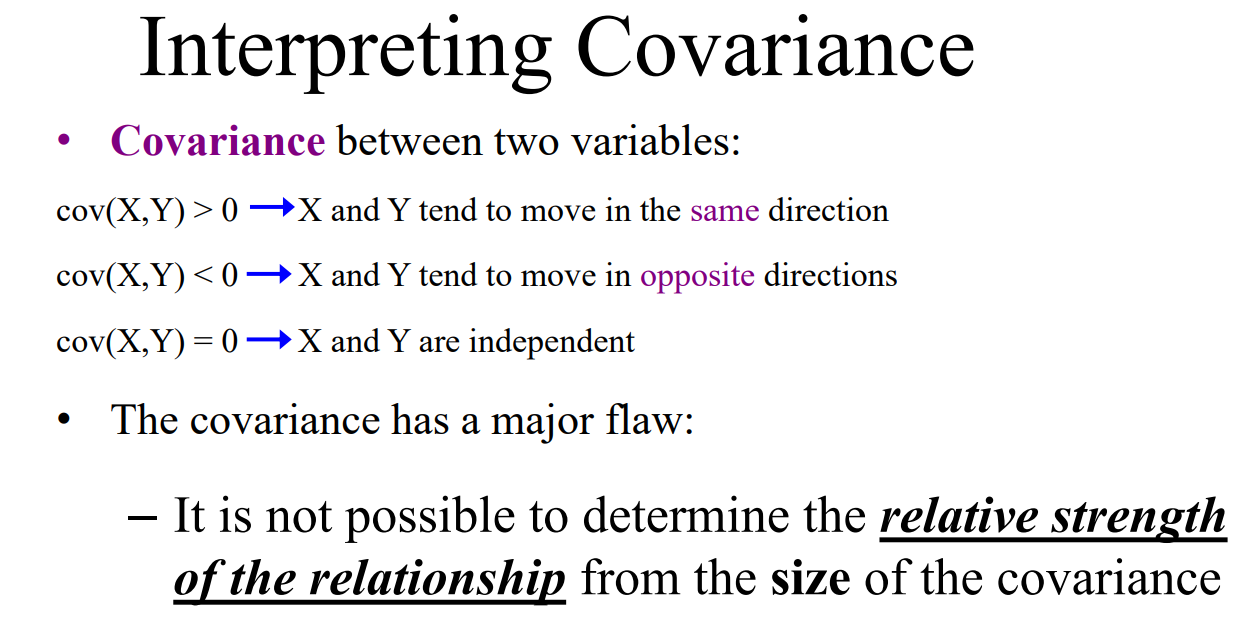 Interpreting Covariance
• Covariance between two variables:
cov(X,Y) > 0 → X and Y tend to move in the same direction
cov(X,Y) < 0 → X and Y tend to move in opposite directions
cov(X,Y) = 0 → X and Y are independent
• The covariance has a major flaw:
– It is not possible to determine the relative strength
of the relationship from the size of the covariance